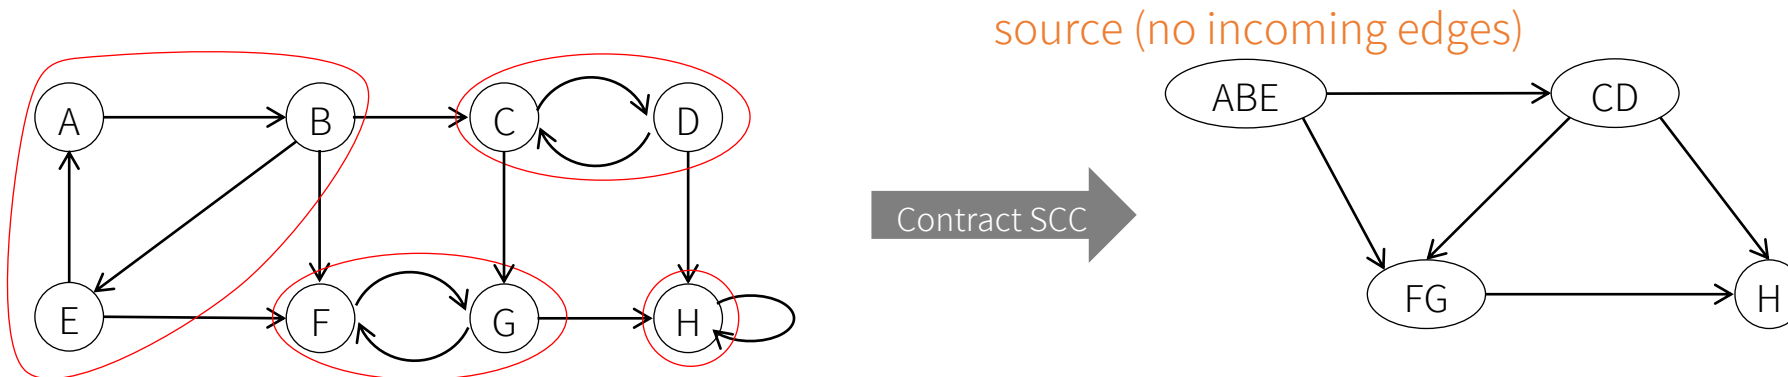 source (no incoming edges)
A B C D
E F G H
Contract SCC
ABE CD
FG H